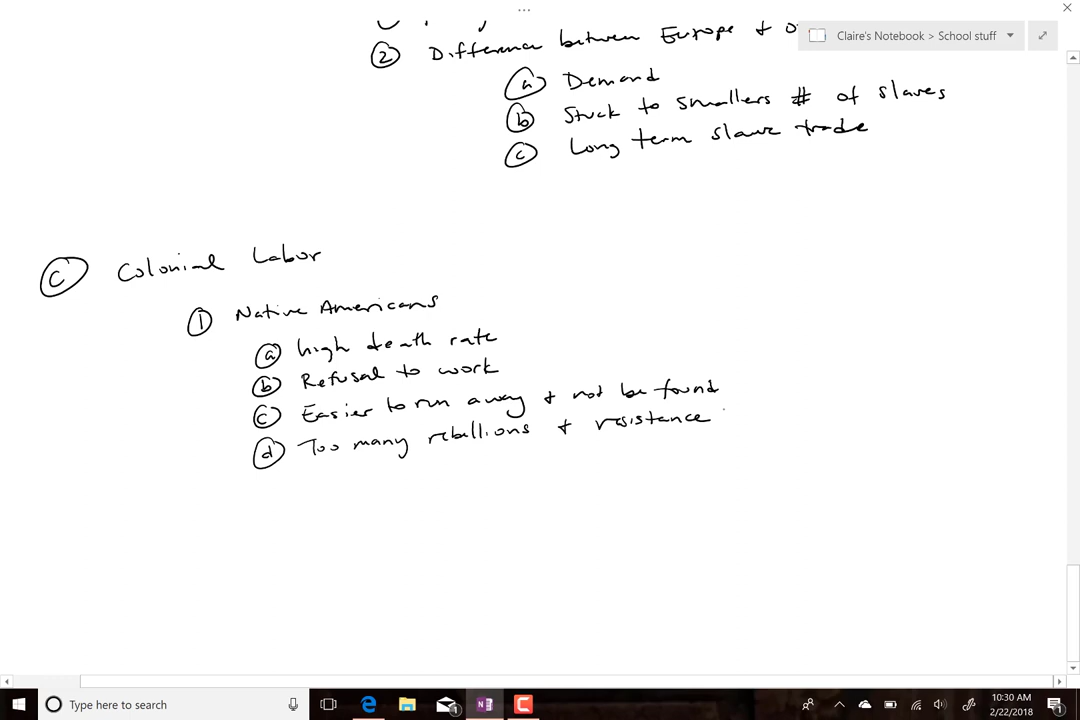 ...
② Difference between Europe + o
Claire's Notebook > School stuff
ⓐ Demand
ⓑ Stuck to smallers # of slaves
ⓒ Long term slave trade
Ⓒ Colonial Labor
① Native Americans
ⓐ high death rate
ⓑ Refusal to work
ⓒ Easier to run away + not be found
ⓓ Too many rebellions + resistance
Type here to search
10:30 AM
2/22/2018